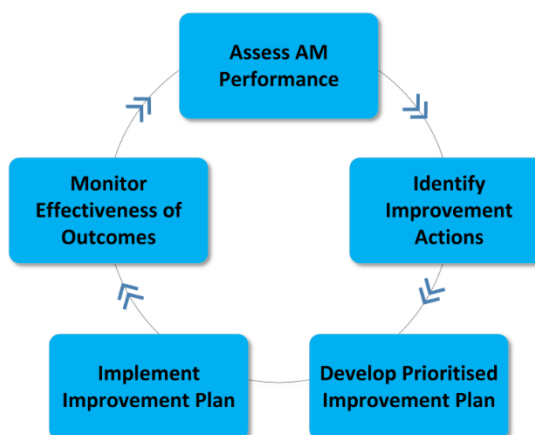 Assess AM
Performance
Identify
Improvement
Actions
Develop Prioritised
Improvement Plan
Implement
Improvement Plan
Monitor
Effectiveness of
Outcomes